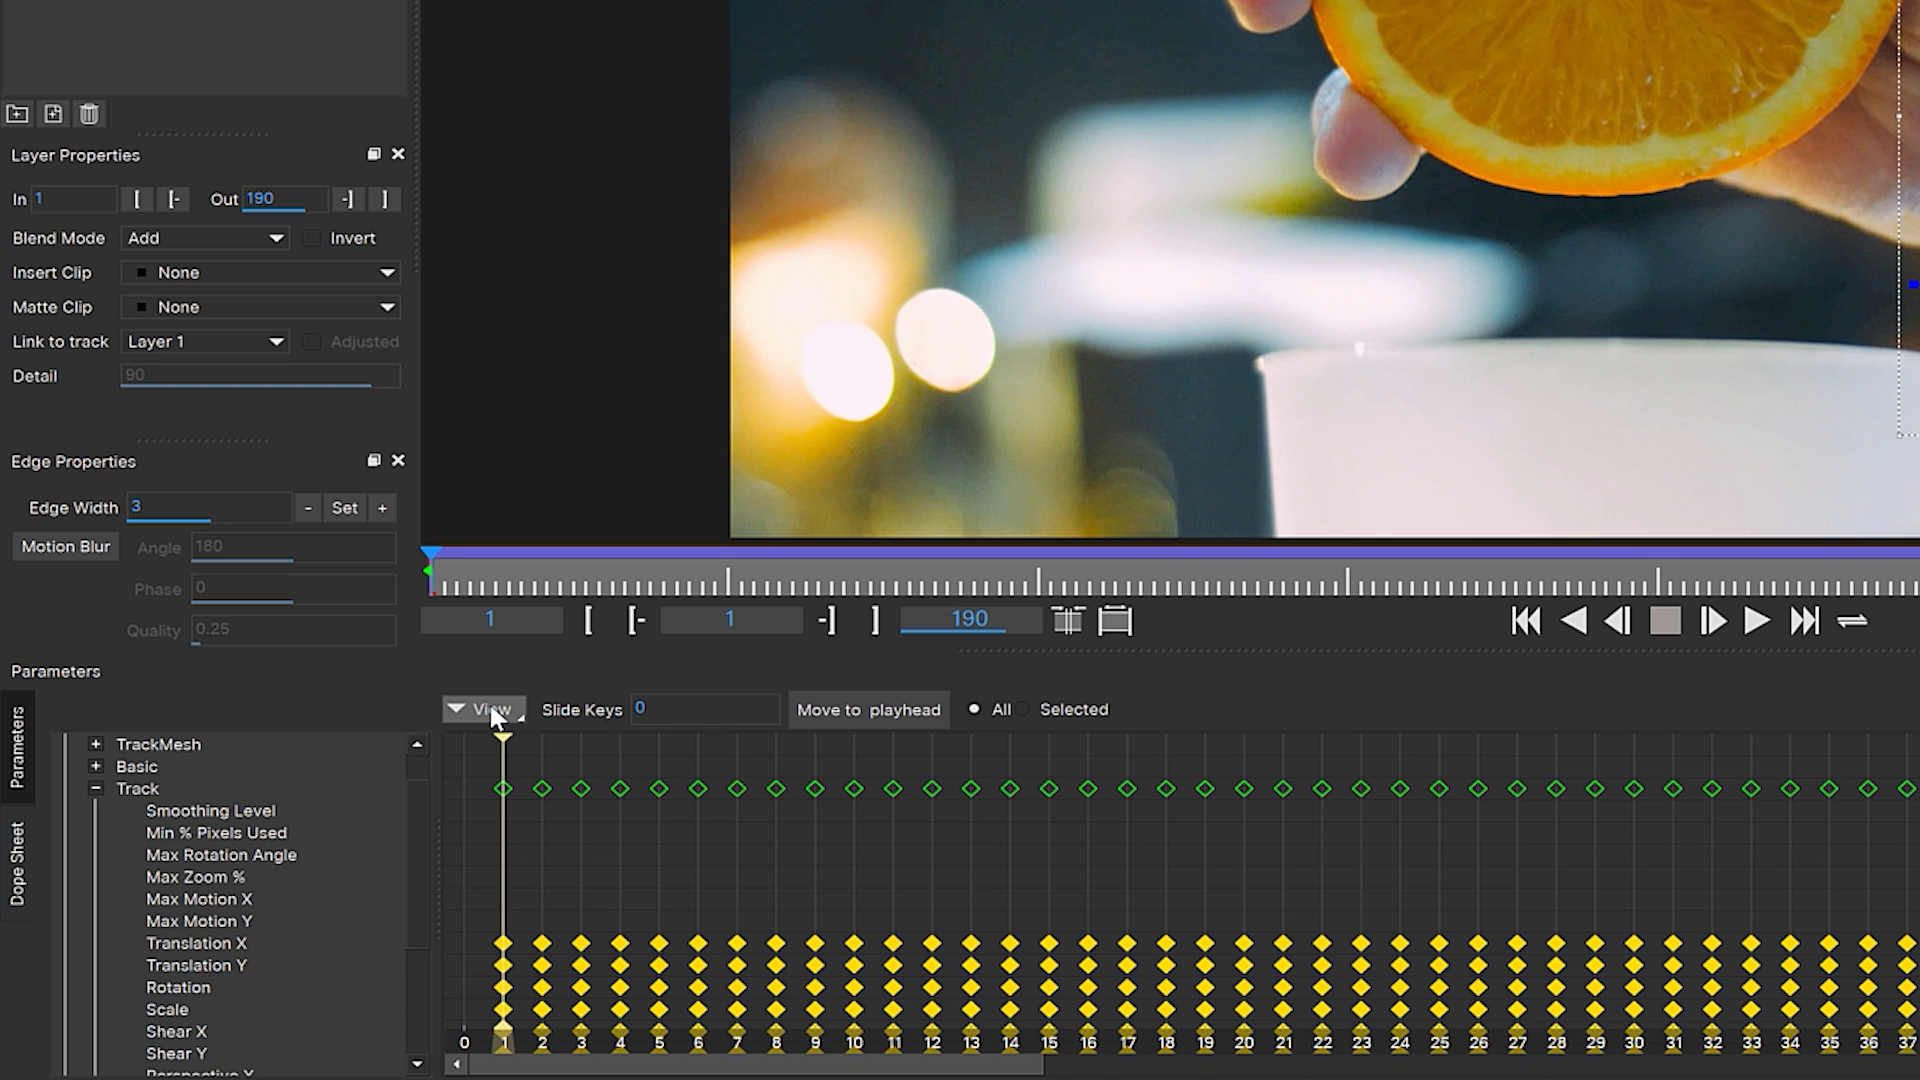 Layer Properties
In 1 [ [- Out 190 -] ]
Blend Mode Add Invert
Insert Clip None
Matte Clip None
Link to track Layer 1 Adjusted
Detail 90
Edge Properties
Edge Width 3 - Set +
Motion Blur Angle 180
Phase 0
Quality 0.25
1 [ [- 1 -] ] 190
Parameters
Parameters
Dope Sheet
View Slide Keys 0 Move to playhead All Selected
TrackMesh
Basic
Track
Smoothing Level
Min % Pixels Used
Max Rotation Angle
Max Zoom %
Max Motion X
Max Motion Y
Translation X
Translation Y
Rotation
Scale
Shear X
Shear Y
Perspective X
0 1 2 3 4 5 6 7 8 9 10 11 12 13 14 15 16 17 18 19 20 21 22 23 24 25 26 27 28 29 30 31 32 33 34 35 36 37